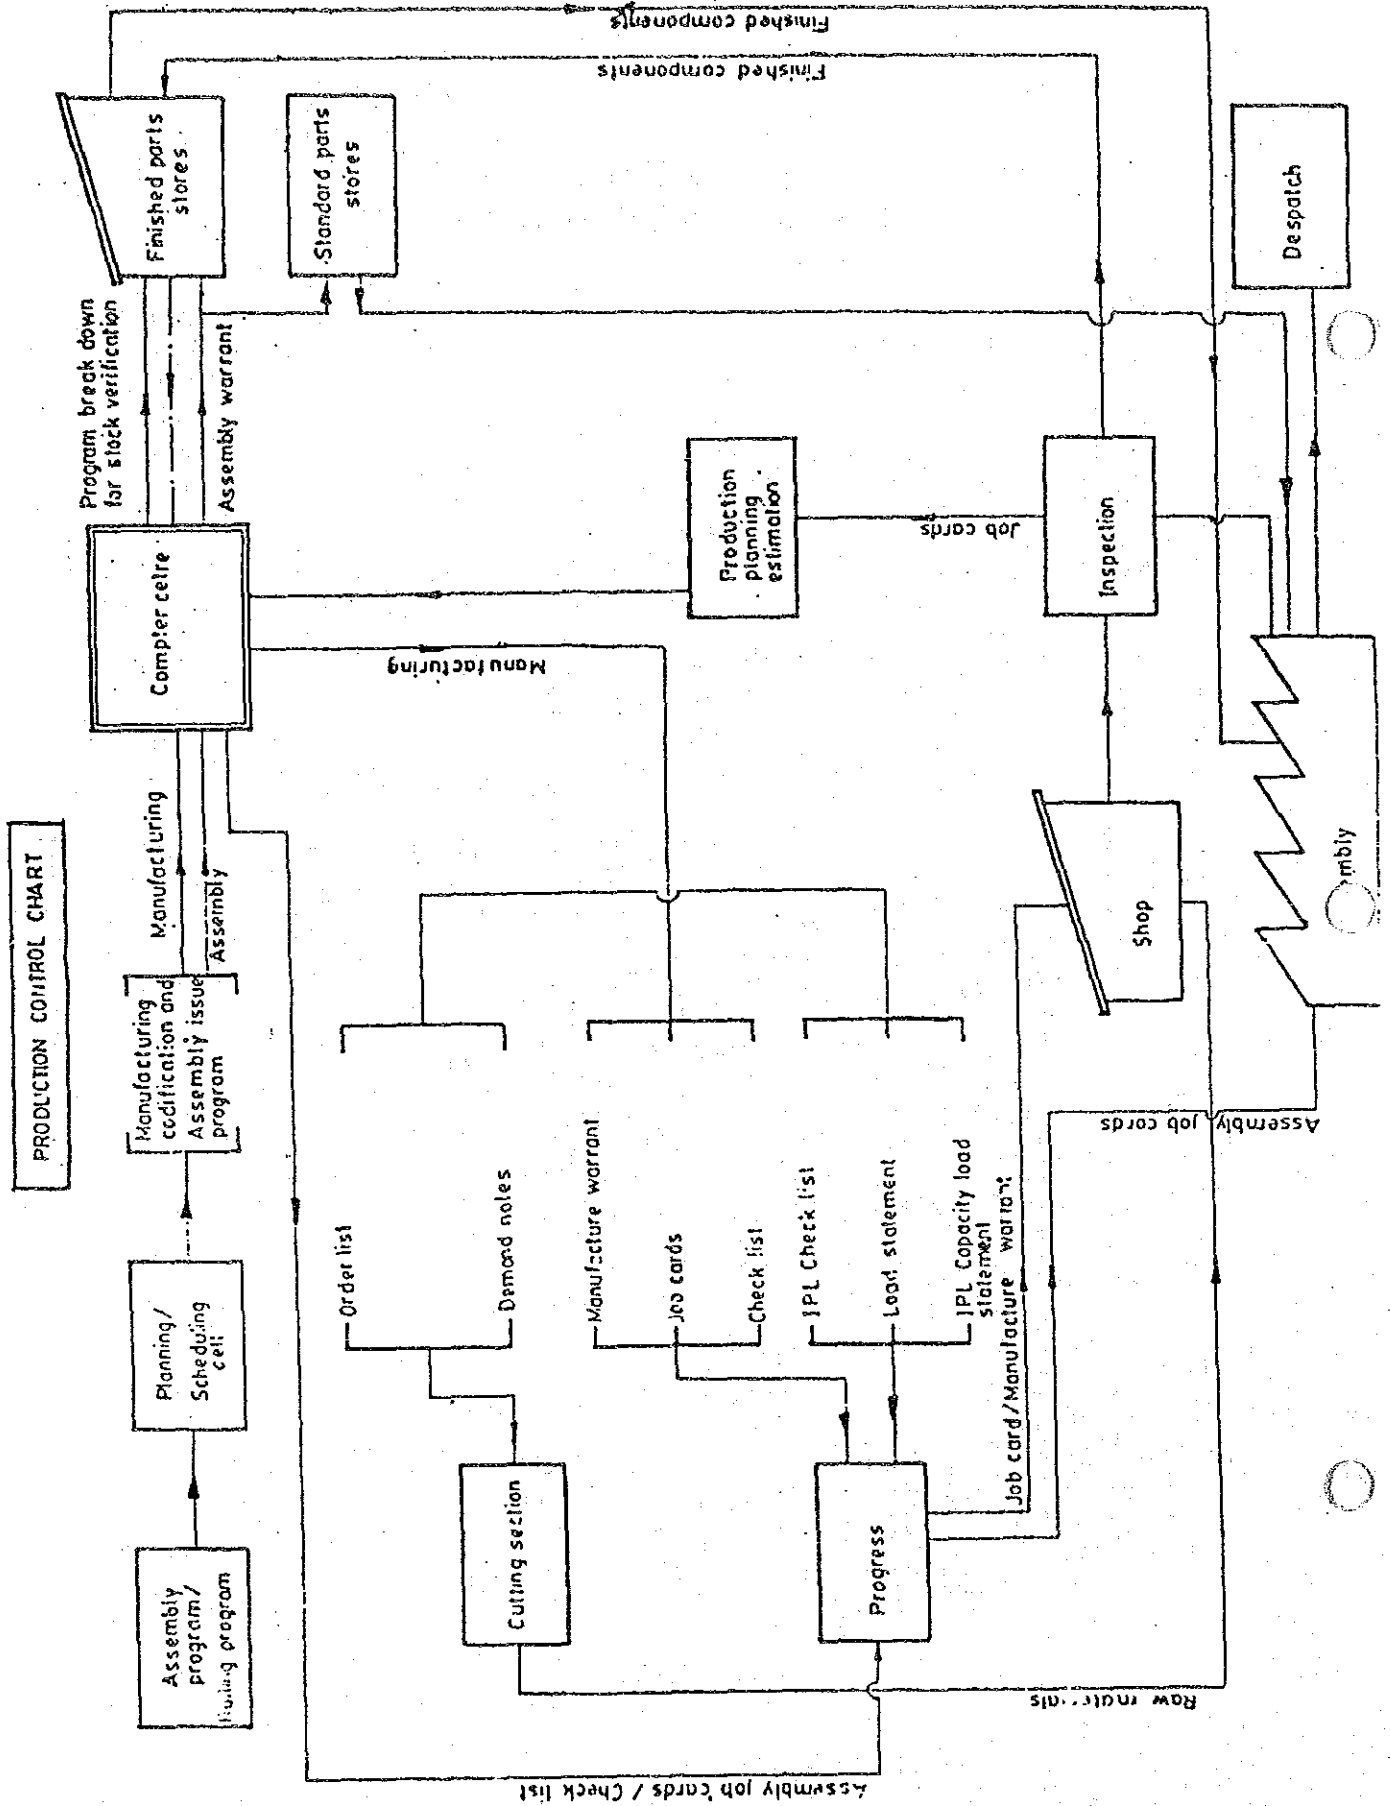 PRODUCTION CONTROL CHART
Assembly
program/
program
Planning/
Scheduling
cell
Manufacturing
codification and
Assembly issue
program
Manufacturing
Assembly
Compter cetre
Program break down
for stock verification
Assembly warrant
Finished parts
stores
Standard parts
stores
Finished components
Finished components
Manufacturing
Order list
Demand notes
Manufacture warrant
Job cards
Check list
IPL Check list
Load statement
IPL Capacity load
statement
Cutting section
Progress
Job card/Manufacture warrant
Assembly job cards / Check list
Raw materials
Assembly job cords
Shop
Inspection
Job cards
Production
planning
estimation
Despatch
mbly